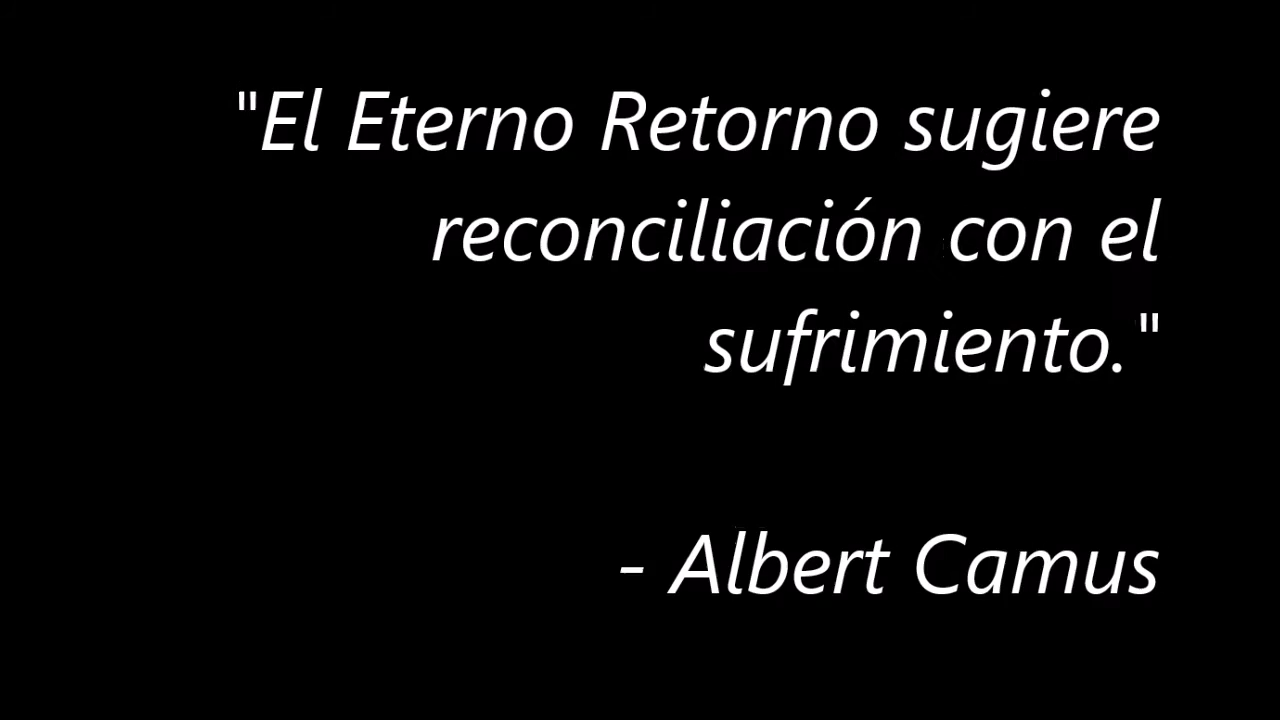 "El Eterno Retorno sugiere
reconciliación con el
sufrimiento."
- Albert Camus